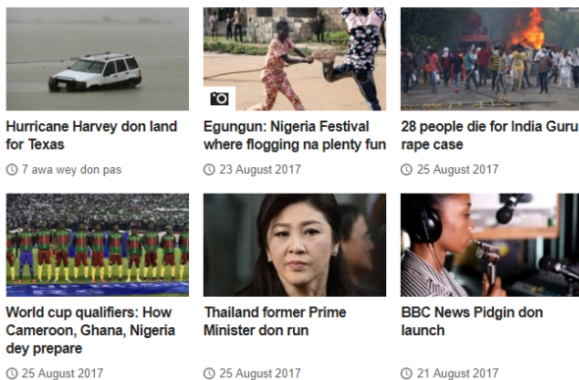 Hurricane Harvey don land
for Texas
7 awa wey don pas
Egungun: Nigeria Festival
where flogging na plenty fun
23 August 2017
28 people die for India Guru
rape case
25 August 2017
World cup qualifiers: How
Cameroon, Ghana, Nigeria
dey prepare
25 August 2017
Thailand former Prime
Minister don run
25 August 2017
BBC News Pidgin don
launch
21 August 2017